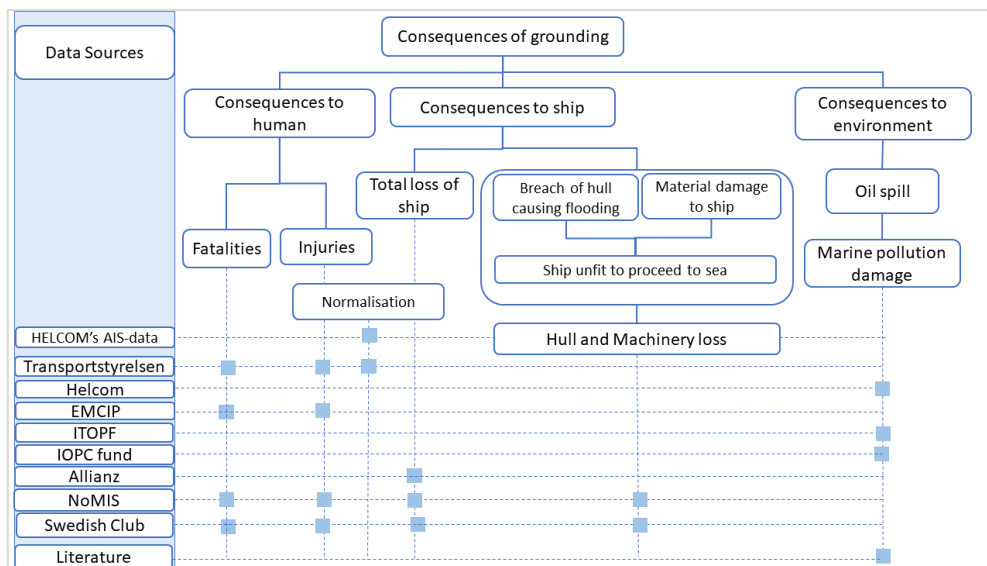 Data Sources
Consequences of grounding
Consequences to
human
Consequences to ship
Consequences to
environment
Total loss of
ship
Breach of hull
causing flooding
Material damage
to ship
Oil spill
Fatalities
Injuries
Ship unfit to proceed to sea
Marine pollution
damage
Normalisation
Hull and Machinery loss
HELCOM's AIS-data
Transportstyrelsen
Helcom
EMCIP
ITOPF
IOPC fund
Allianz
NoMIS
Swedish Club
Literature